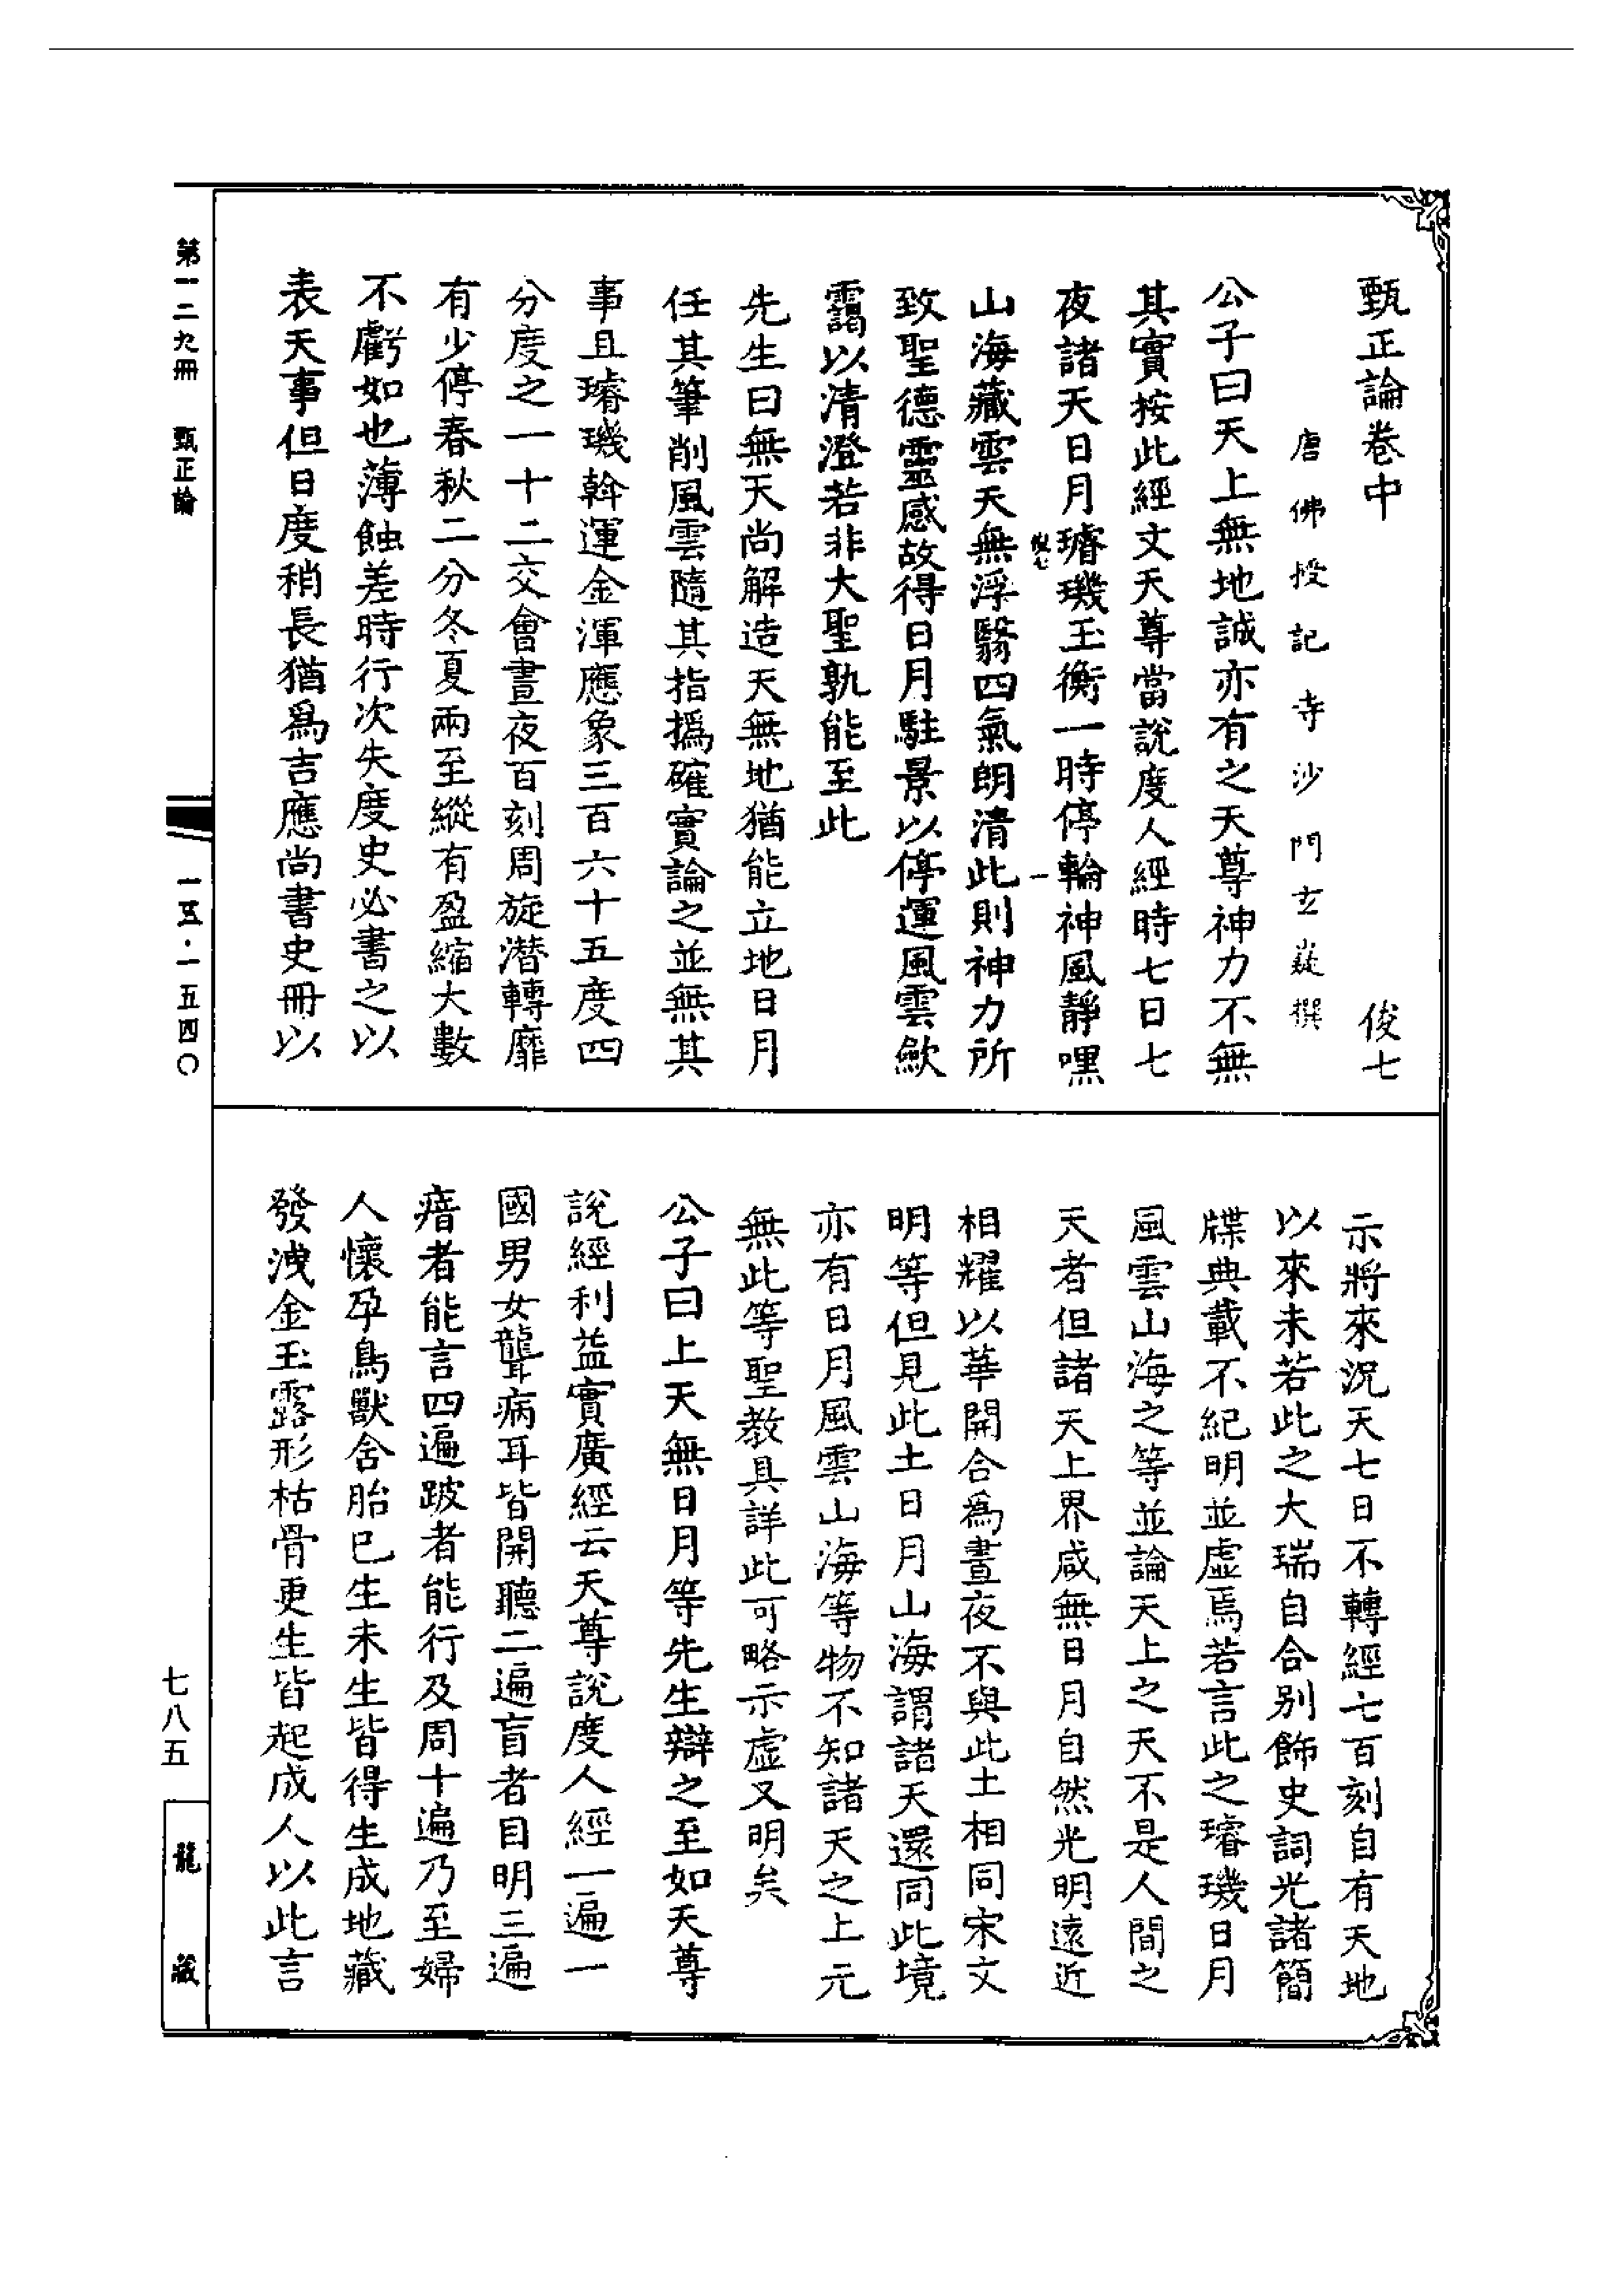 甄正論卷中　俊七
唐佛授記寺沙門玄嶷撰
公子曰天上無地誠亦有之天尊神力不無
其實按此經文天尊當說度人經時七日七
夜諸天日月璿璣玉衡一時停輪神風靜嘿
俊七　一
山海藏雲天無浮翳四氣朗清此則神力所
致聖德靈感故得日月駐景以停運風雲歛
靄以清澄若非大聖孰能至此
先生曰無天尚解造天無地猶能立地日月
任其筆削風雲隨其指撝確實論之並無其
事且璿璣斡運金渾應象三百六十五度四
分度之一十二交會晝夜百刻周旋潛轉靡
有少停春秋二分冬夏兩至縱有盈縮大數
不虧如也薄蝕差時行次失度史必書之以
表天事但日度稍長猶為吉應尚書史冊以
示將來況天七日不轉經七百刻自有天地
以來未若此之大瑞自合別飾史詞光諸簡
牒典載不紀明並虛焉若言此之璿璣日月
風雲山海之等並論天上之天不是人間之
天者但諸天上界咸無日月自然光明遠近
相耀以華開合為晝夜不與此土相同宋文
明等但見此土日月山海謂諸天還同此境
亦有日月風雲山海等物不知諸天之上元
無此等聖教具詳此可略示虛又明矣
公子曰上天無日月等先生辯之至如天尊
說經利益實廣經云天尊說度人經一遍一
國男女聾病耳皆開聽二遍盲者目明三遍
瘖者能言四遍跛者能行及周十遍乃至婦
人懷孕鳥獸含胎巳生未生皆得生成地藏
發洩金玉露形枯骨更生皆起成人以此言
第一二九冊　甄正論　一五・一五四〇
七八五
龍藏